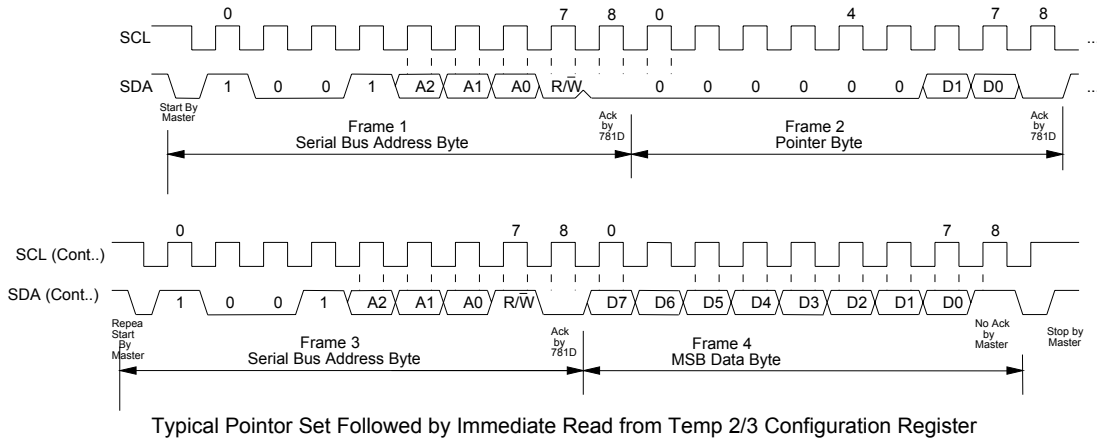 0 7 8 0 4 7 8
SCL ...
SDA 1 0 0 1 A2 A1 A0 R/W̅ 0 0 0 0 0 0 D1 D0 ...
Start By
Master
Ack
by
781D
Ack
by
781D
Frame 1
Serial Bus Address Byte
Frame 2
Pointer Byte
0 7 8 0 7 8
SCL (Cont..)
SDA (Cont..) 1 0 0 1 A2 A1 A0 R/W̅ D7 D6 D5 D4 D3 D2 D1 D0
Repea
Start
By
Master
Ack
by
781D
No Ack
by
Master
Stop by
Master
Frame 3
Serial Bus Address Byte
Frame 4
MSB Data Byte
Typical Pointor Set Followed by Immediate Read from Temp 2/3 Configuration Register